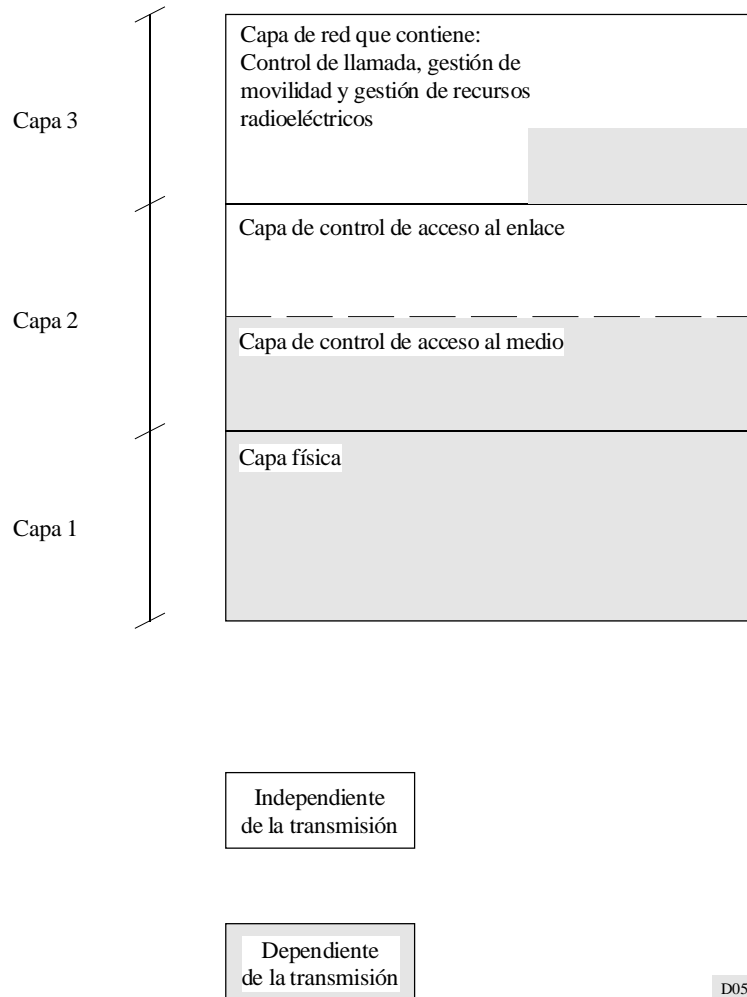 Capa de red que contiene:
Control de llamada, gestión de
movilidad y gestión de recursos
radioeléctricos
Capa 3
Capa de control de acceso al enlace
Capa 2
Capa de control de acceso al medio
Capa física
Capa 1
Independiente
de la transmisión
Dependiente
de la transmisión
D05